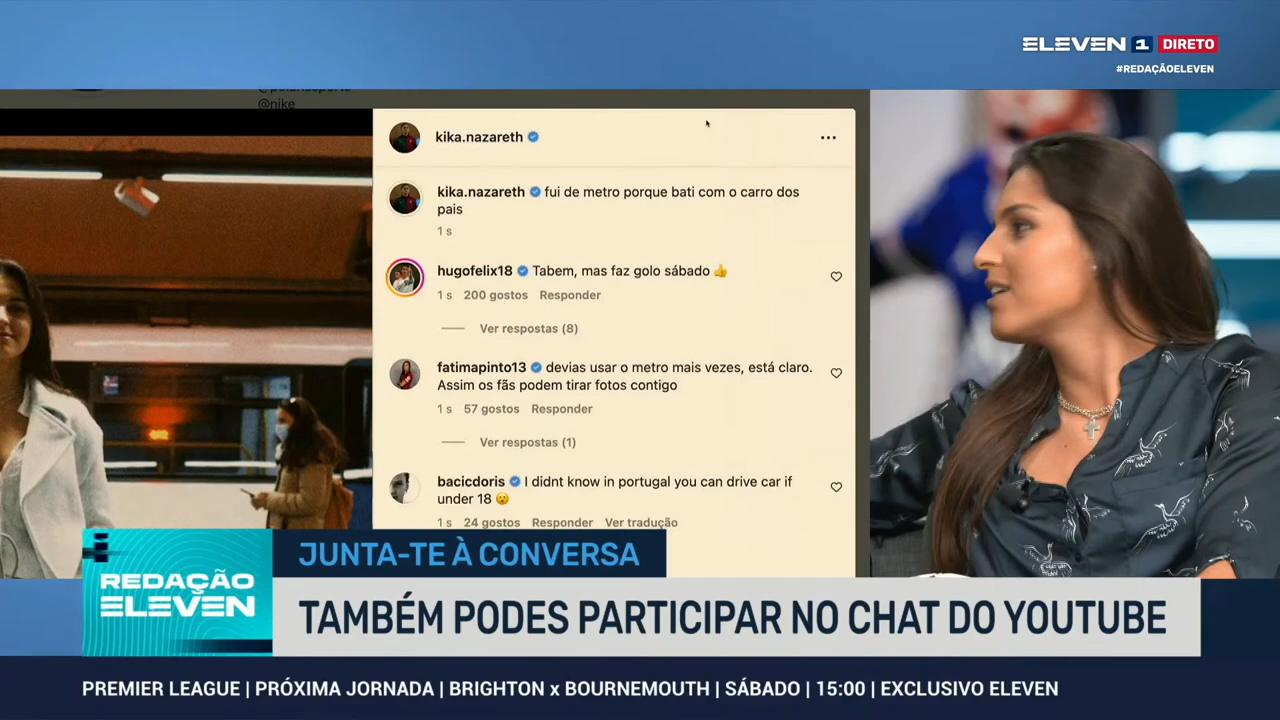 ELEVEN 1 DIRETO
#REDAÇÃOELEVEN
@nike
kika.nazareth
kika.nazareth fui de metro porque bati com o carro dos
pais
1 s
hugofelix18 Tabem, mas faz golo sábado 👍
1 s 200 gostos Responder
Ver respostas (8)
fatimapinto13 devias usar o metro mais vezes, está claro.
Assim os fãs podem tirar fotos contigo
1 s 57 gostos Responder
Ver respostas (1)
bacicdoris I didnt know in portugal you can drive car if
under 18 😮
1 s 24 gostos Responder Ver tradução
JUNTA-TE À CONVERSA
REDAÇÃO
ELEVEN
TAMBÉM PODES PARTICIPAR NO CHAT DO YOUTUBE
PREMIER LEAGUE | PRÓXIMA JORNADA | BRIGHTON x BOURNEMOUTH | SÁBADO | 15:00 | EXCLUSIVO ELEVEN